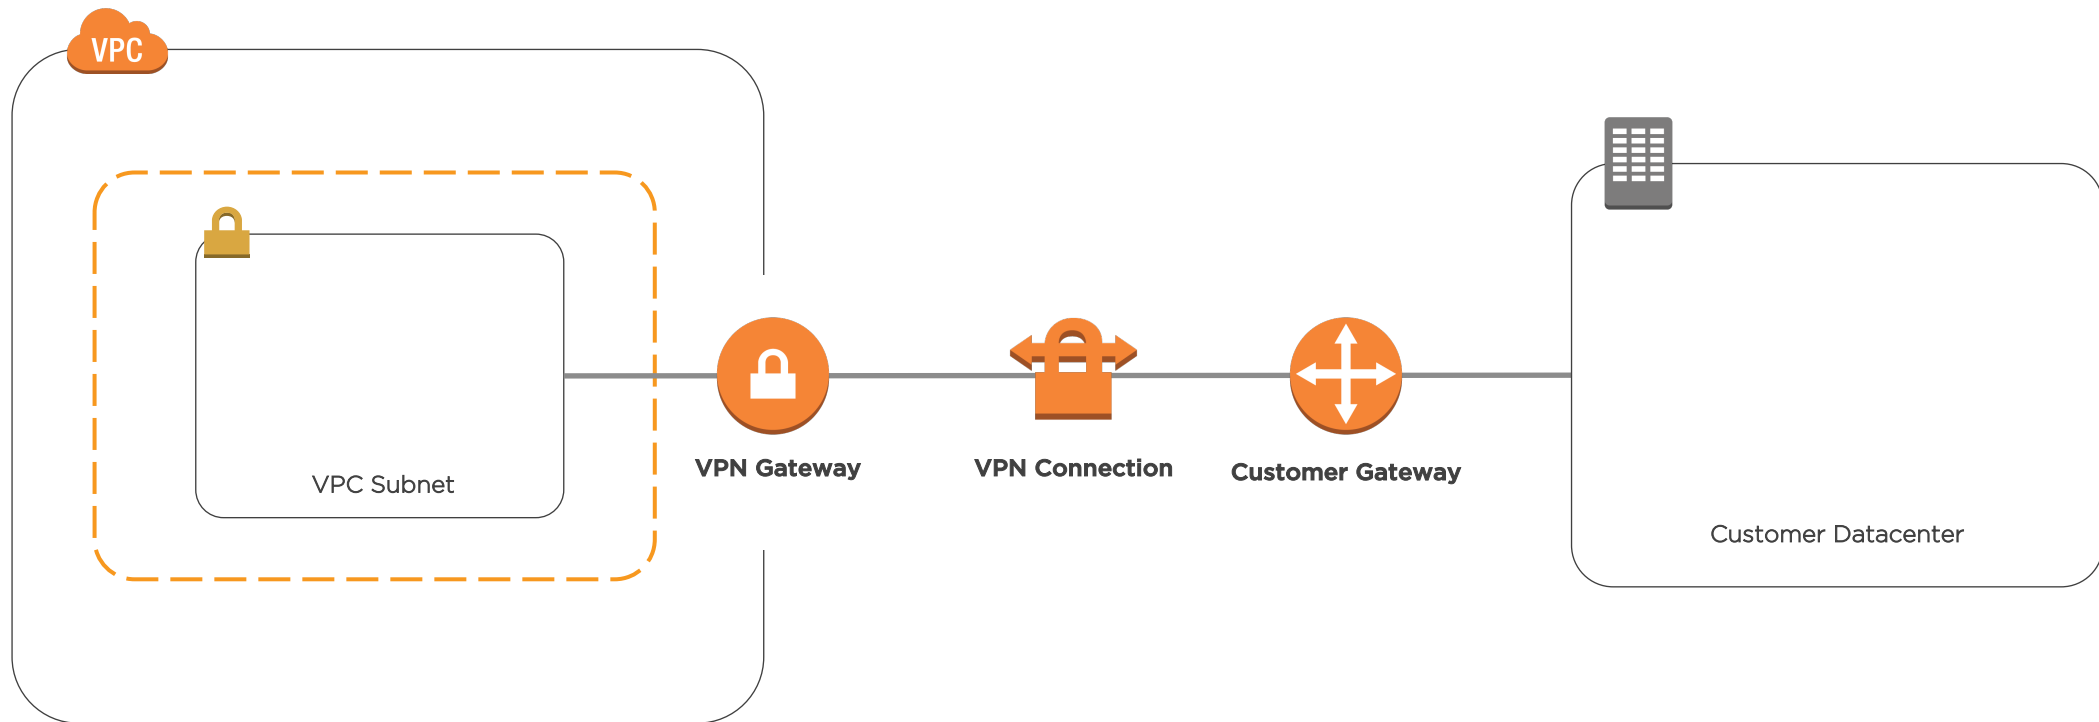 VPC
VPC Subnet
VPN Gateway
VPN Connection
Customer Gateway
Customer Datacenter